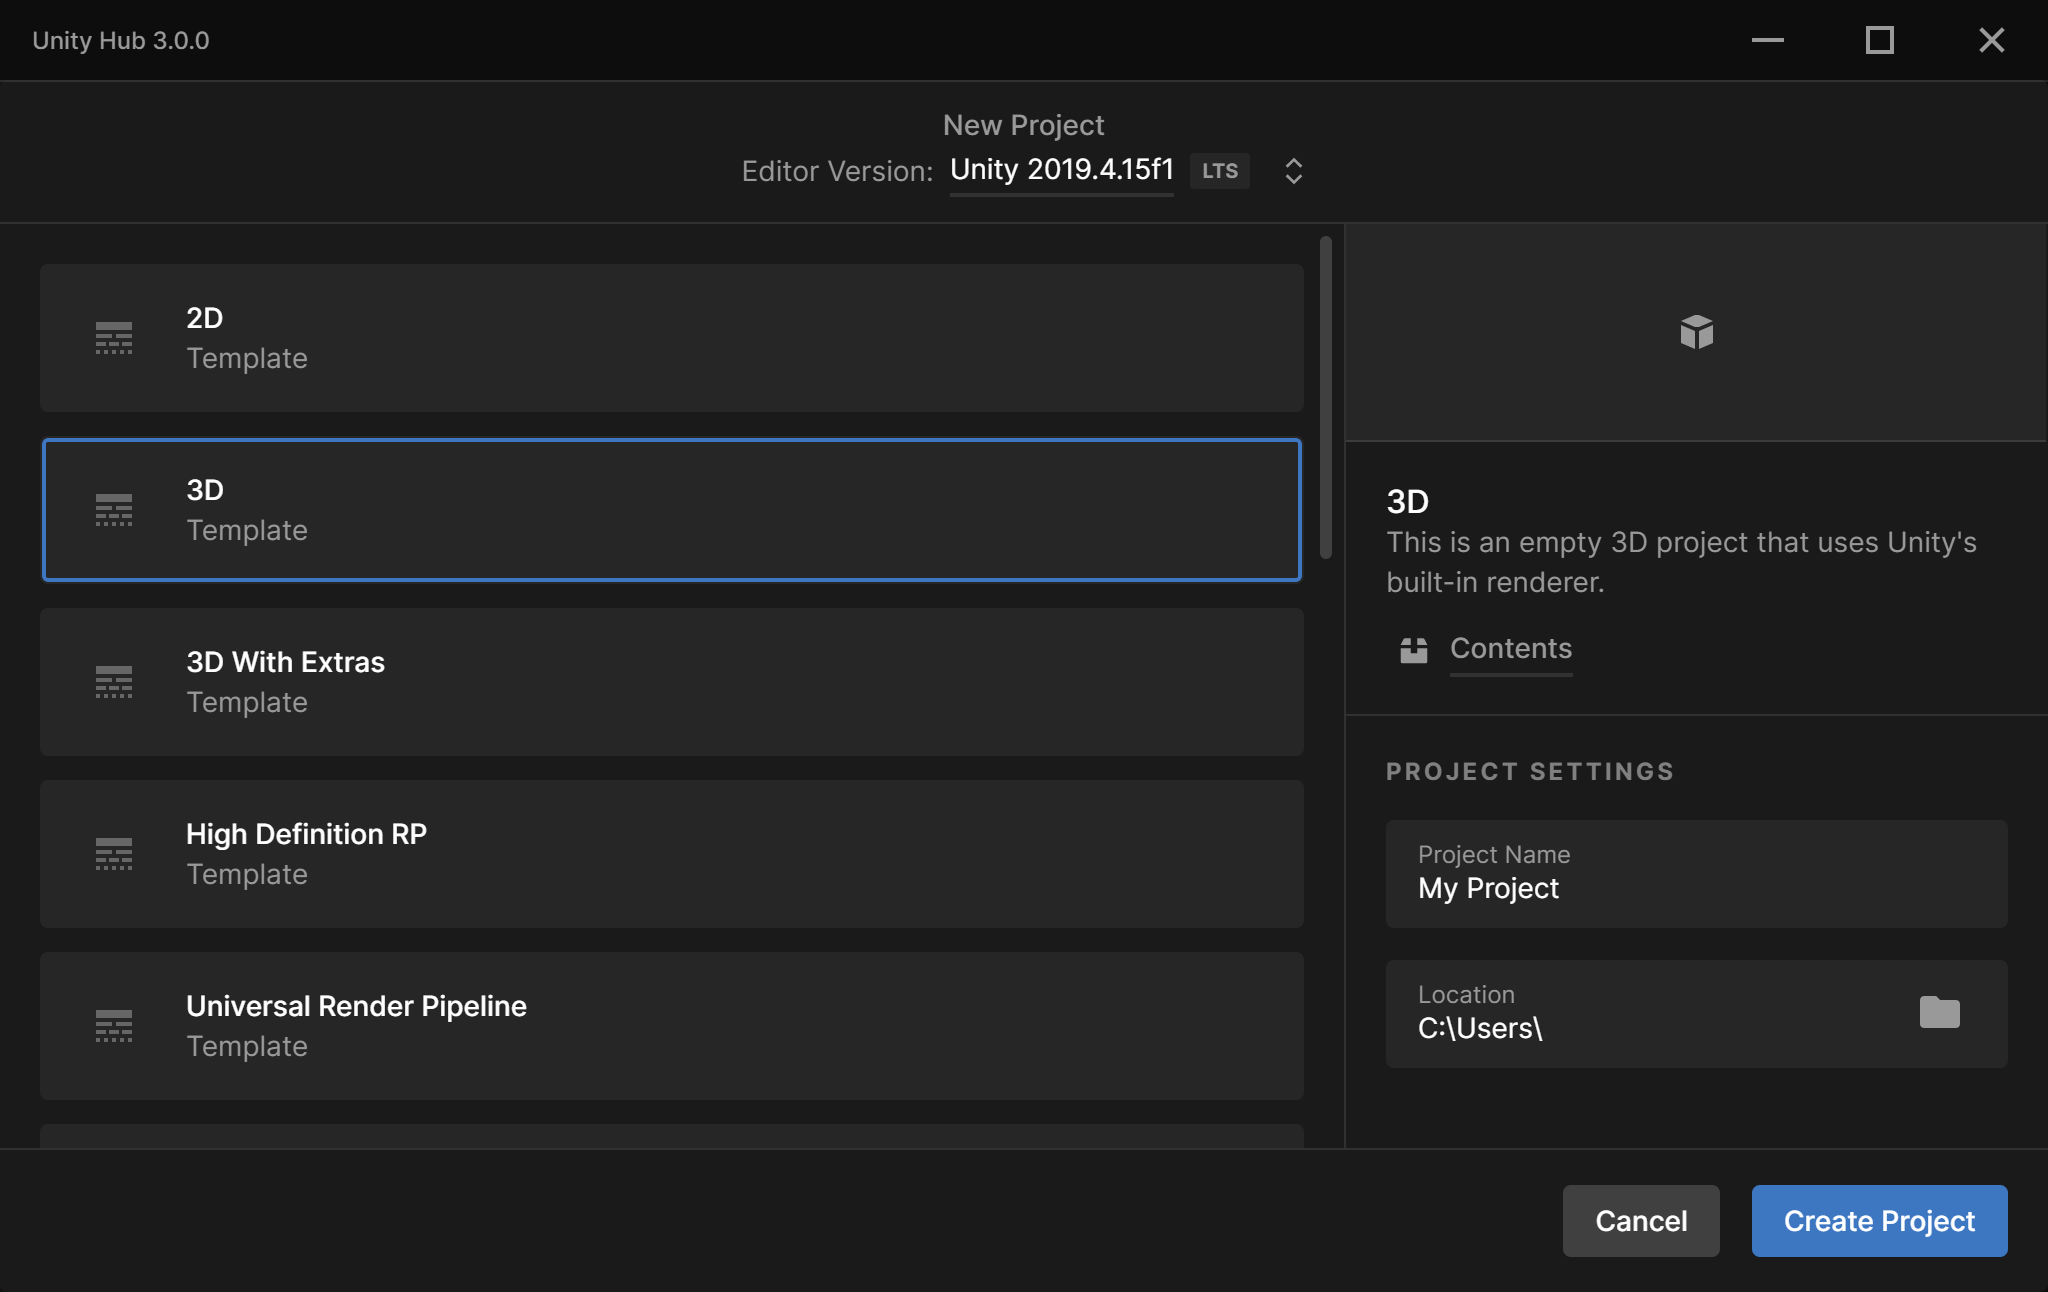 Unity Hub 3.0.0
New Project
Editor Version: Unity 2019.4.15f1 LTS
2D
Template
3D
Template
3D With Extras
Template
High Definition RP
Template
Universal Render Pipeline
Template
3D
This is an empty 3D project that uses Unity's
built-in renderer.
Contents
PROJECT SETTINGS
Project Name
My Project
Location
C:\Users\
Cancel
Create Project